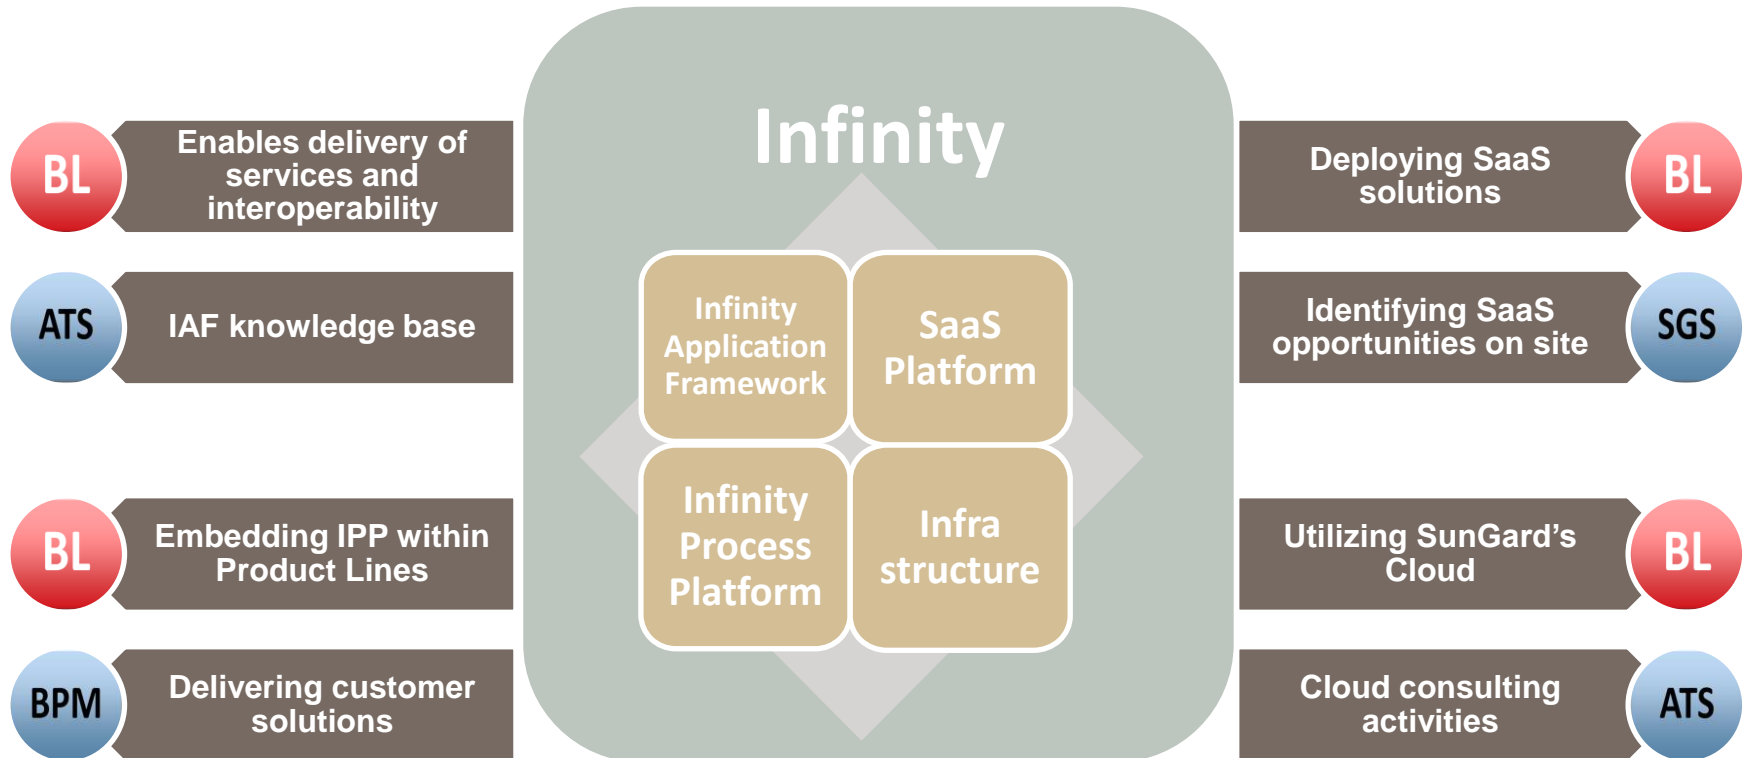 Infinity
BL
Enables delivery of
services and
interoperability
ATS
IAF knowledge base
BL
Embedding IPP within
Product Lines
BPM
Delivering customer
solutions
Infinity
Application
Framework
SaaS
Platform
Infinity
Process
Platform
Infra
structure
Deploying SaaS
solutions
BL
Identifying SaaS
opportunities on site
SGS
Utilizing SunGard’s
Cloud
BL
Cloud consulting
activities
ATS